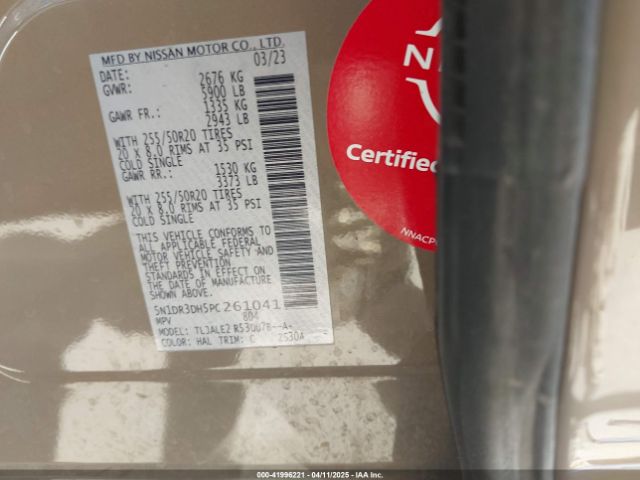 MFD BY NISSAN MOTOR CO., LTD.
DATE: 03/23
GVWR: 2676 KG
5900 LB
GAWR FR.: 1335 KG
2943 LB
WITH 255/50R20 TIRES
20 X 8.0 RIMS AT 35 PSI
COLD SINGLE
GAWR RR.: 1530 KG
3373 LB
WITH 255/50R20 TIRES
20 X 8.0 RIMS AT 35 PSI
COLD SINGLE
THIS VEHICLE CONFORMS TO
ALL APPLICABLE FEDERAL
MOTOR VEHICLE SAFETY AND
THEFT PREVENTION
STANDARDS IN EFFECT ON
THE DATE OF MANUFACTURE
SHOWN ABOVE.
5N1DR3DH5PC261041
MPV 804
MODEL:
COLOR: HAL TRIM:
Certified
000-41996221 - 04/11/2025 - IAA Inc.